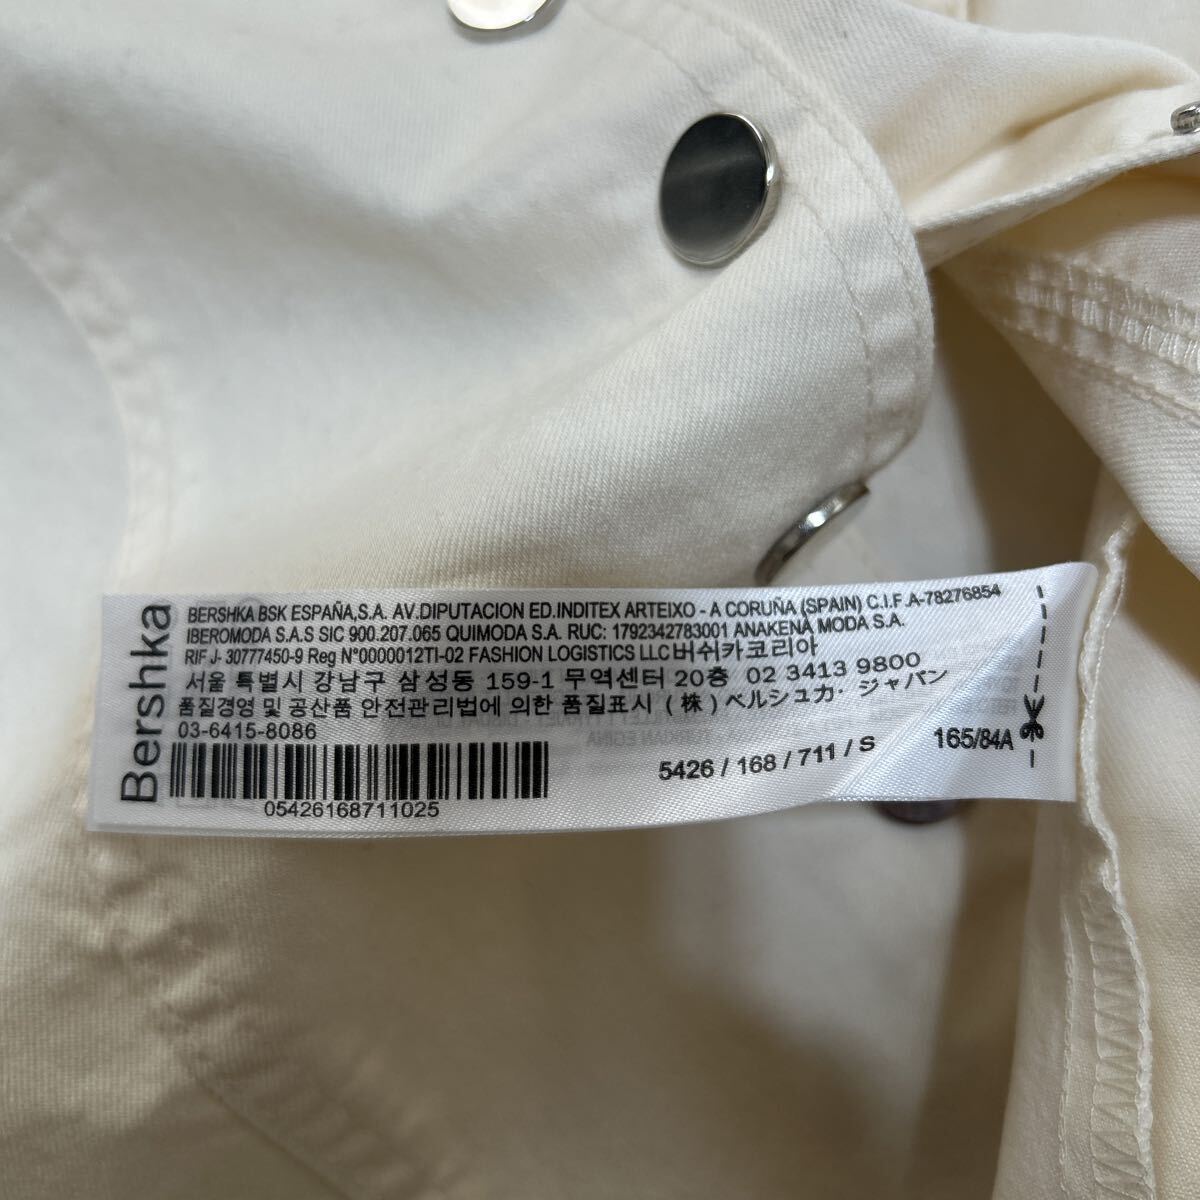 Bershka
BERSHKA BSK ESPAÑA,S.A. AV.DIPUTACION ED.INDITEX ARTEIXO - A CORUÑA (SPAIN) C.I.F.A-78276854
IBEROMODA S.A.S SIC 900.207.065 QUIMODA S.A. RUC: 1792342783001 ANAKENA MODA S.A.
RIF J- 30777450-9 Reg N°0000012TI-02 FASHION LOGISTICS LLC버쉬카코리아
서울 특별시 강남구 삼성동 159-1 무역센터 20층 02 3413 9800
품질경영 및 공산품 안전관리법에 의한 품질표시 (株)ベルシュカ・ジャパン
03-6415-8086
05426168711025
5426 / 168 / 711 / S
165/84A